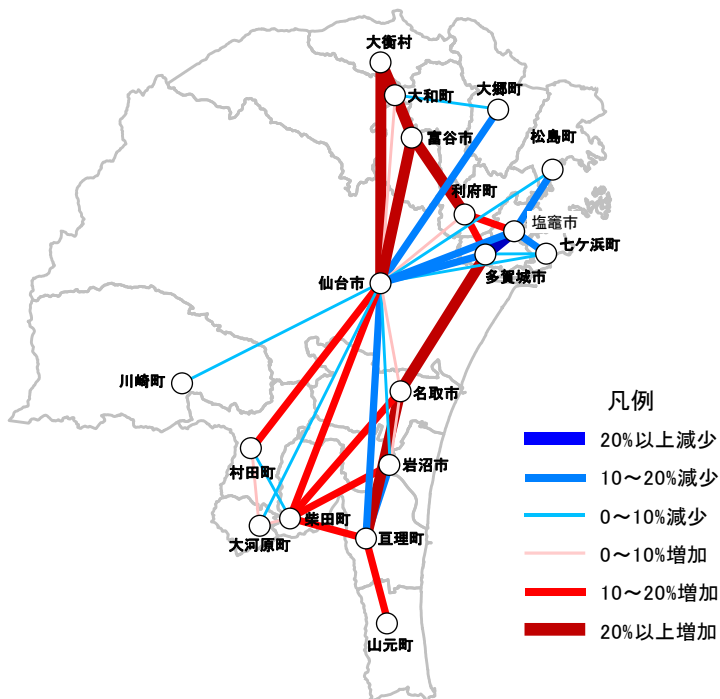 大衡村
大和町
大郷町
富谷市
松島町
利府町
塩竈市
七ケ浜町
多賀城市
仙台市
川崎町
名取市
村田町
岩沼市
柴田町
大河原町
亘理町
山元町
凡例
20%以上減少
10～20%減少
0～10%減少
0～10%増加
10～20%増加
20%以上増加